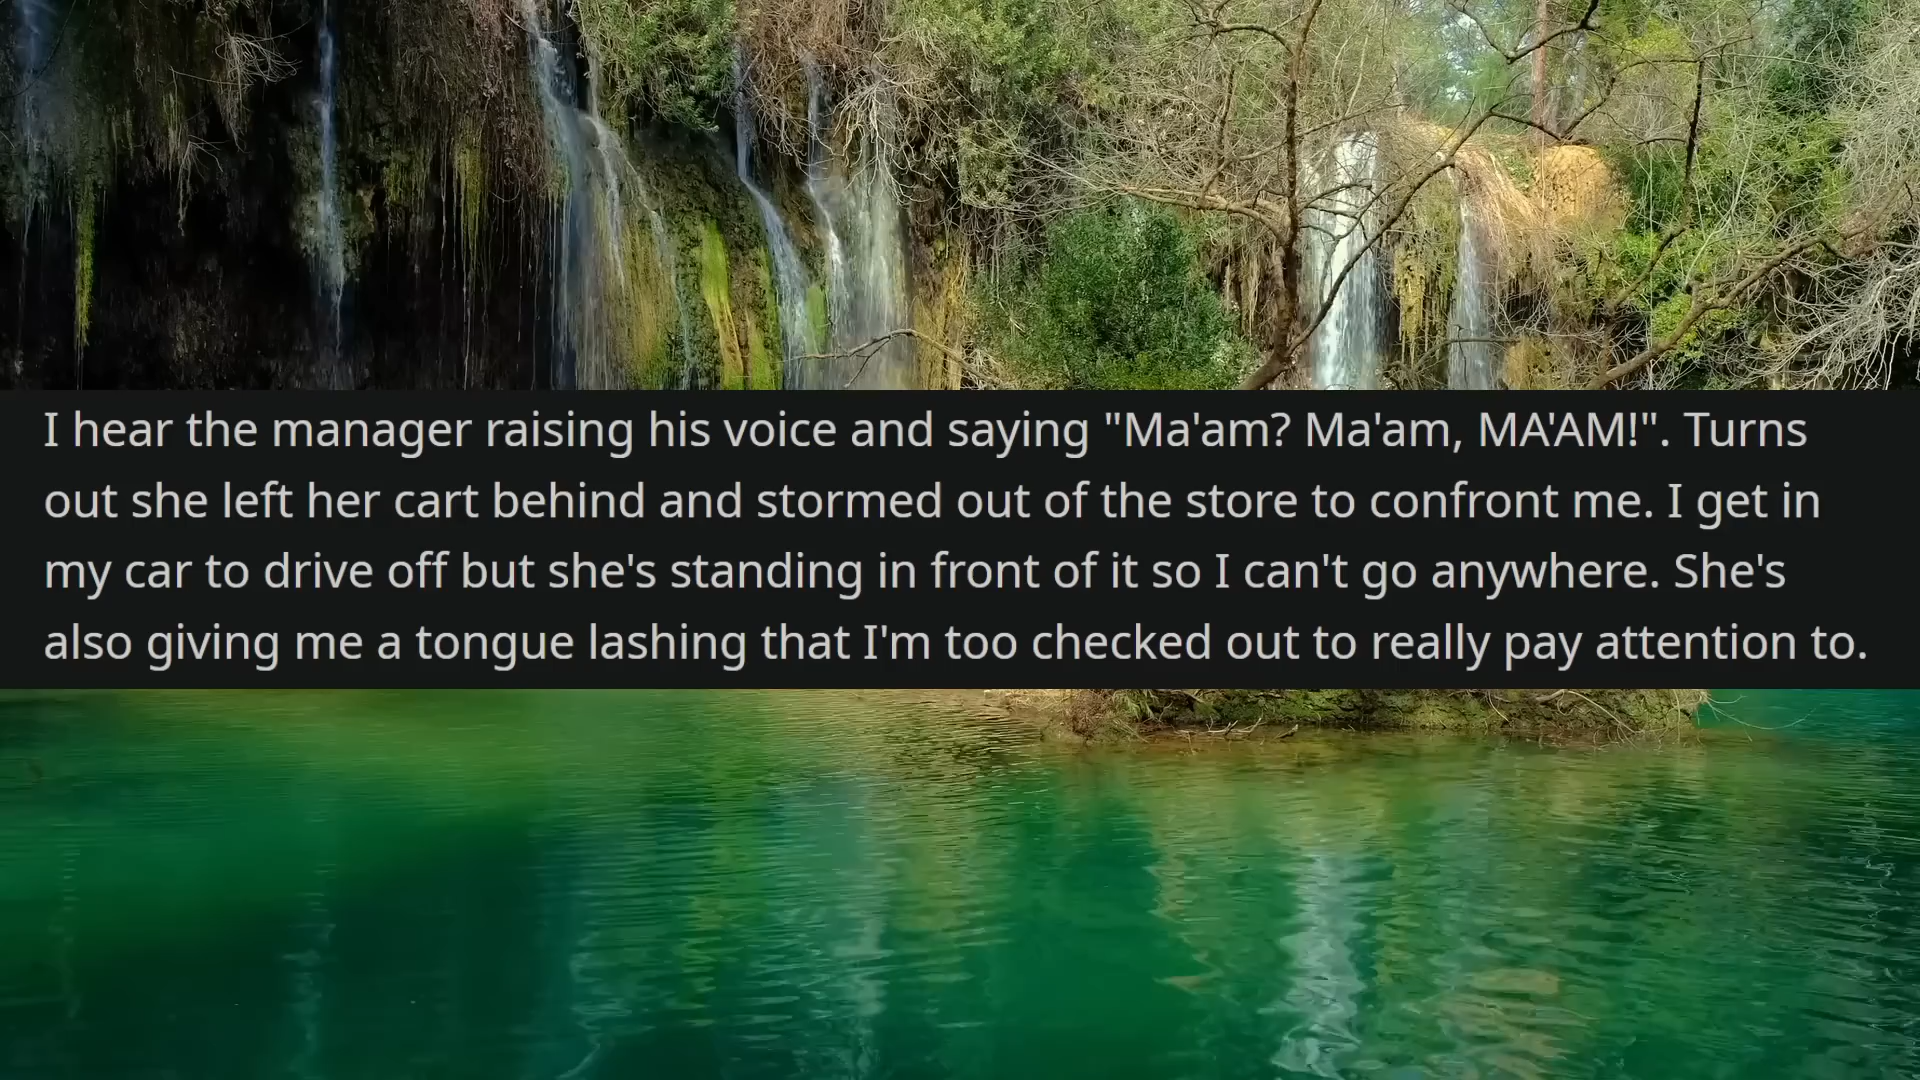 I hear the manager raising his voice and saying "Ma'am? Ma'am, MA'AM!". Turns
out she left her cart behind and stormed out of the store to confront me. I get in
my car to drive off but she's standing in front of it so I can't go anywhere. She's
also giving me a tongue lashing that I'm too checked out to really pay attention to.